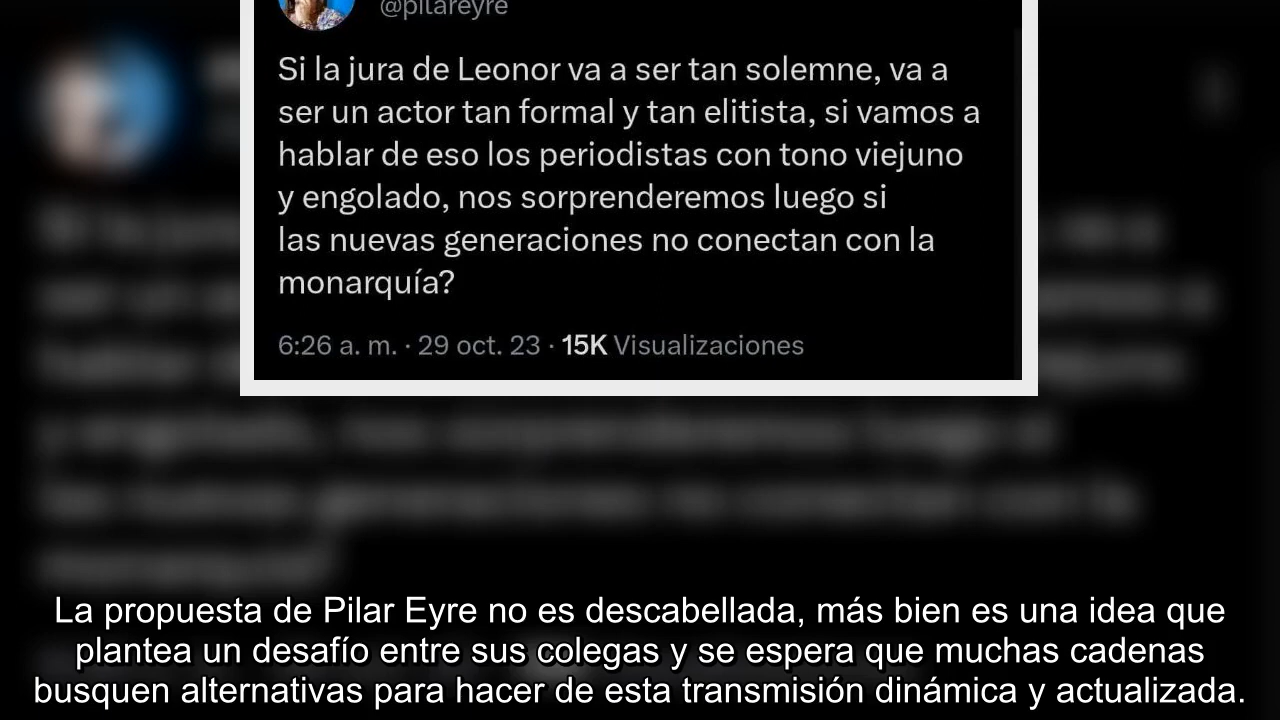 @pilareyre
Si la jura de Leonor va a ser tan solemne, va a
ser un actor tan formal y tan elitista, si vamos a
hablar de eso los periodistas con tono viejuno
y engolado, nos sorprenderemos luego si
las nuevas generaciones no conectan con la
monarquía?
6:26 a. m. · 29 oct. 23 · 15K Visualizaciones
La propuesta de Pilar Eyre no es descabellada, más bien es una idea que
plantea un desafío entre sus colegas y se espera que muchas cadenas
busquen alternativas para hacer de esta transmisión dinámica y actualizada.